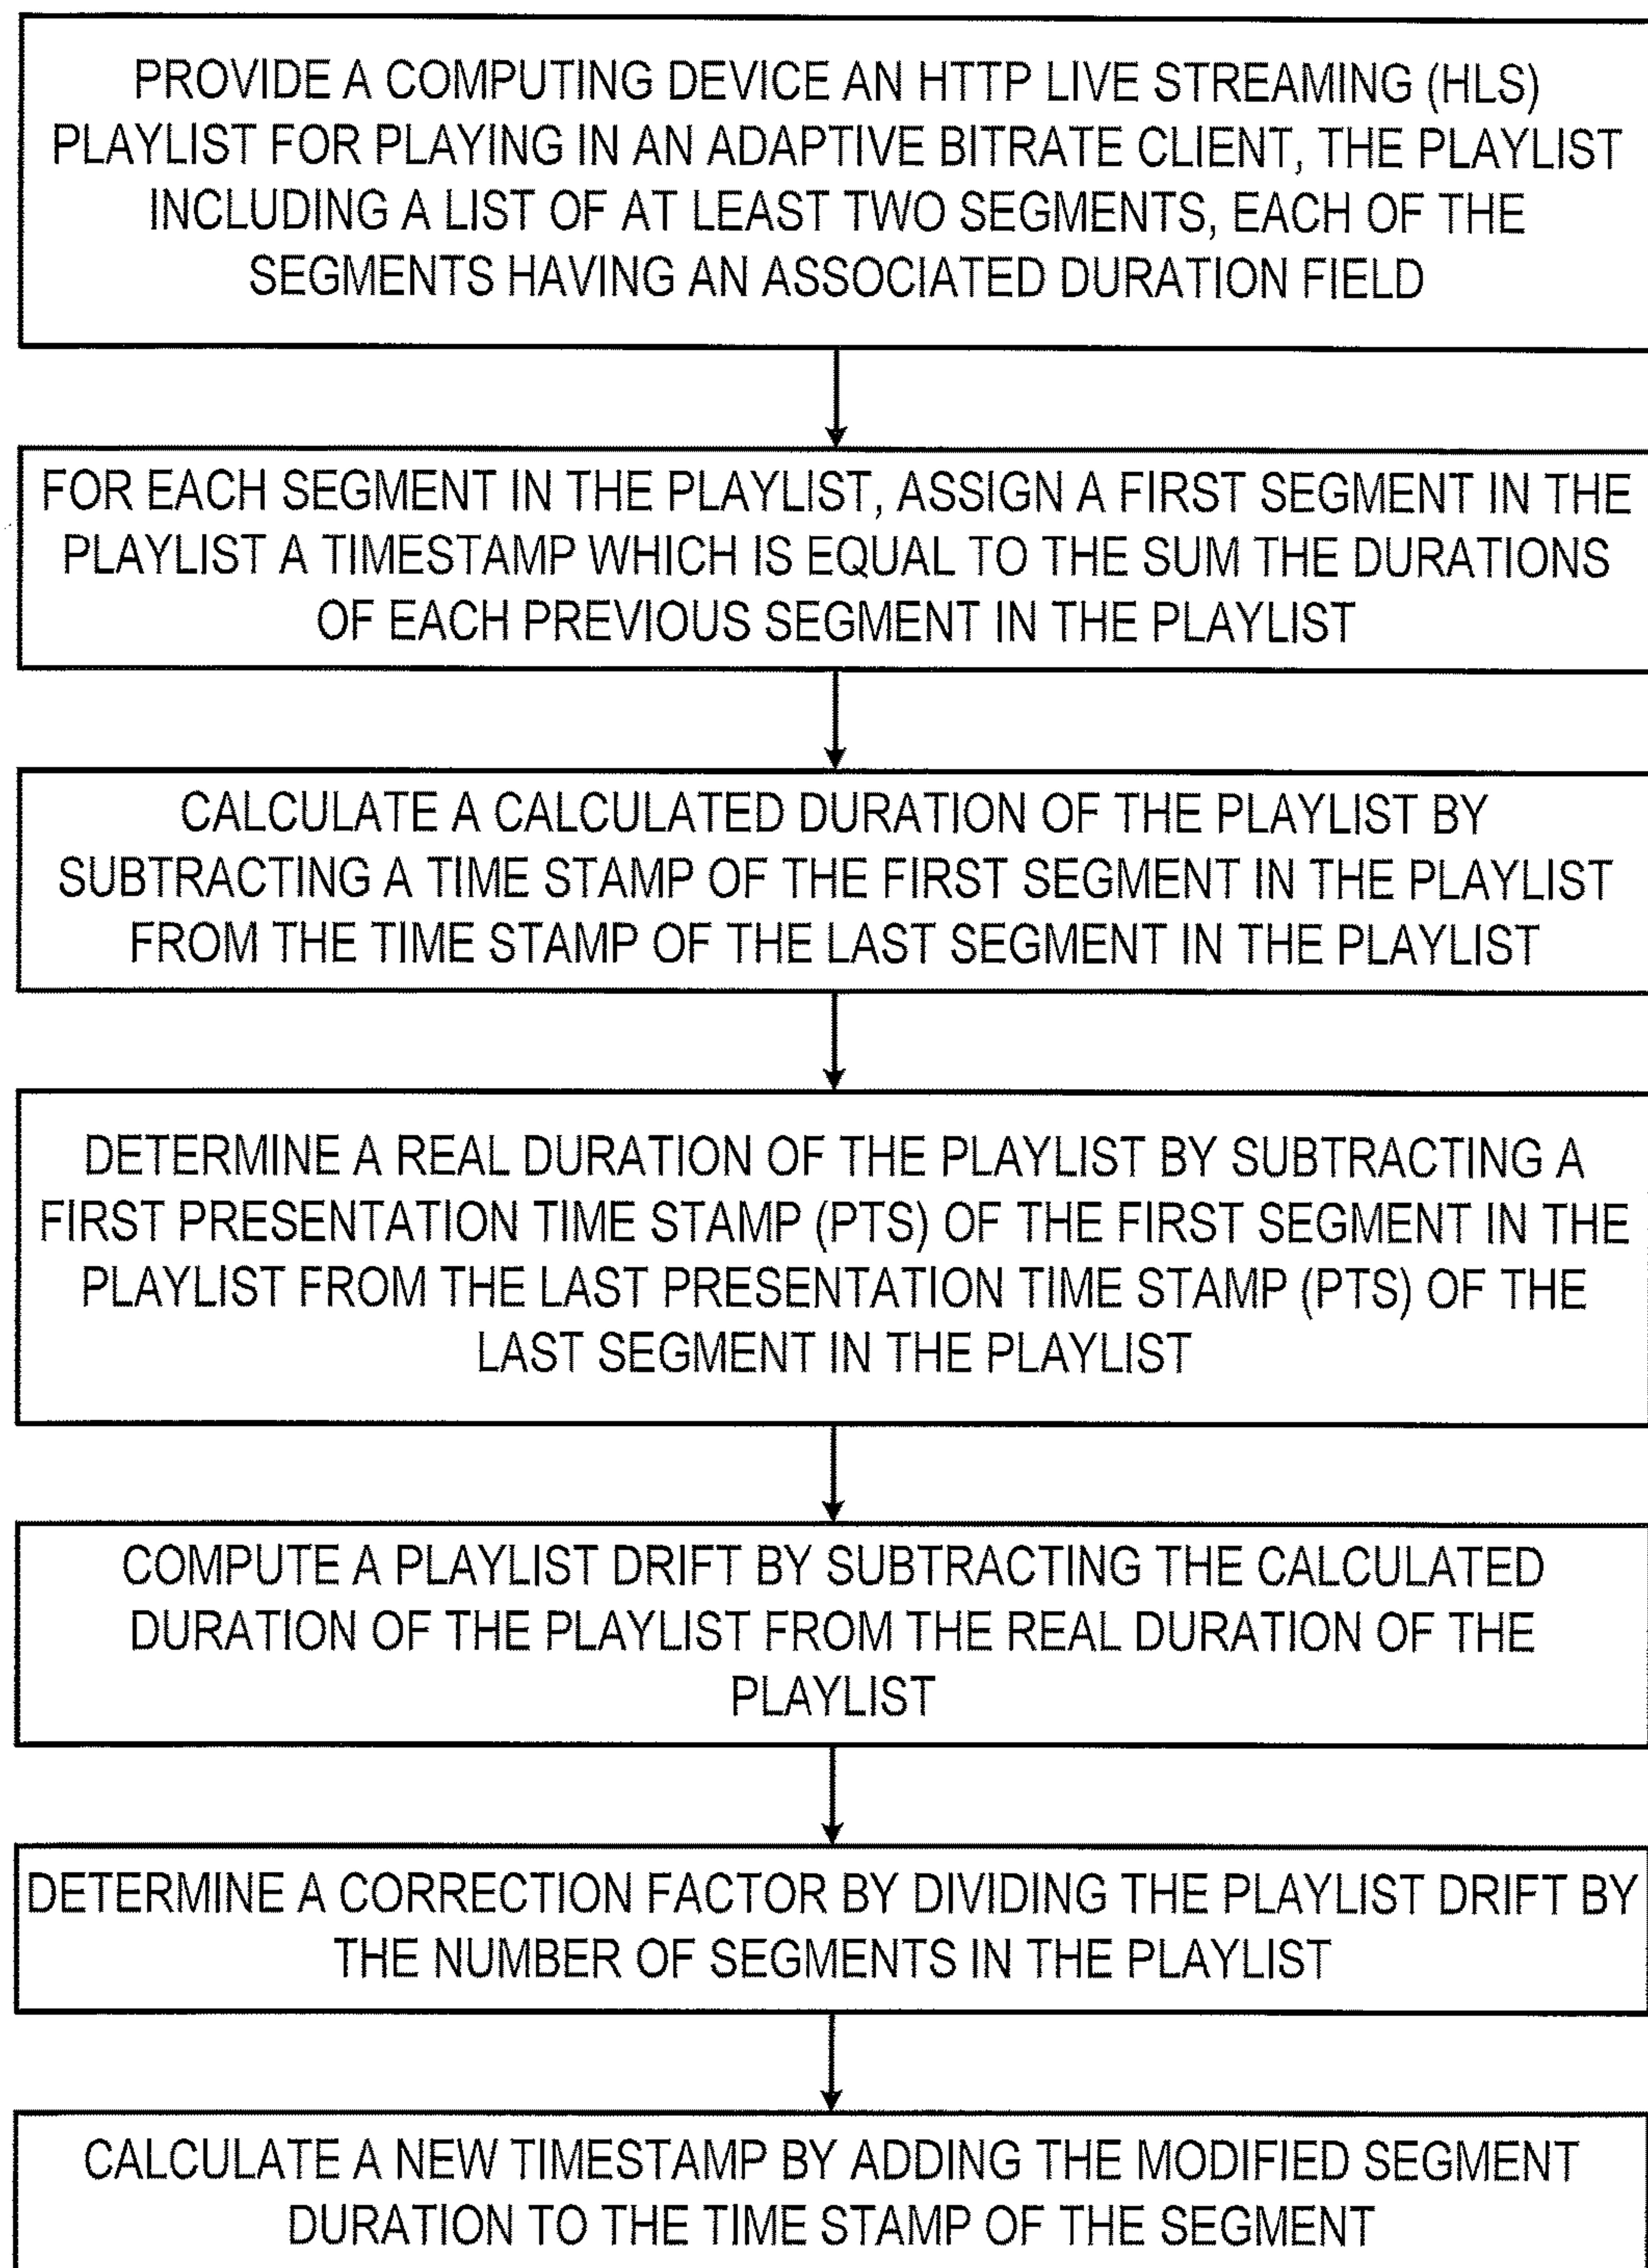 PROVIDE A COMPUTING DEVICE AN HTTP LIVE STREAMING (HLS)
PLAYLIST FOR PLAYING IN AN ADAPTIVE BITRATE CLIENT, THE PLAYLIST
INCLUDING A LIST OF AT LEAST TWO SEGMENTS, EACH OF THE
SEGMENTS HAVING AN ASSOCIATED DURATION FIELD
FOR EACH SEGMENT IN THE PLAYLIST, ASSIGN A FIRST SEGMENT IN THE
PLAYLIST A TIMESTAMP WHICH IS EQUAL TO THE SUM THE DURATIONS
OF EACH PREVIOUS SEGMENT IN THE PLAYLIST
CALCULATE A CALCULATED DURATION OF THE PLAYLIST BY
SUBTRACTING A TIME STAMP OF THE FIRST SEGMENT IN THE PLAYLIST
FROM THE TIME STAMP OF THE LAST SEGMENT IN THE PLAYLIST
DETERMINE A REAL DURATION OF THE PLAYLIST BY SUBTRACTING A
FIRST PRESENTATION TIME STAMP (PTS) OF THE FIRST SEGMENT IN THE
PLAYLIST FROM THE LAST PRESENTATION TIME STAMP (PTS) OF THE
LAST SEGMENT IN THE PLAYLIST
COMPUTE A PLAYLIST DRIFT BY SUBTRACTING THE CALCULATED
DURATION OF THE PLAYLIST FROM THE REAL DURATION OF THE
PLAYLIST
DETERMINE A CORRECTION FACTOR BY DIVIDING THE PLAYLIST DRIFT BY
THE NUMBER OF SEGMENTS IN THE PLAYLIST
CALCULATE A NEW TIMESTAMP BY ADDING THE MODIFIED SEGMENT
DURATION TO THE TIME STAMP OF THE SEGMENT